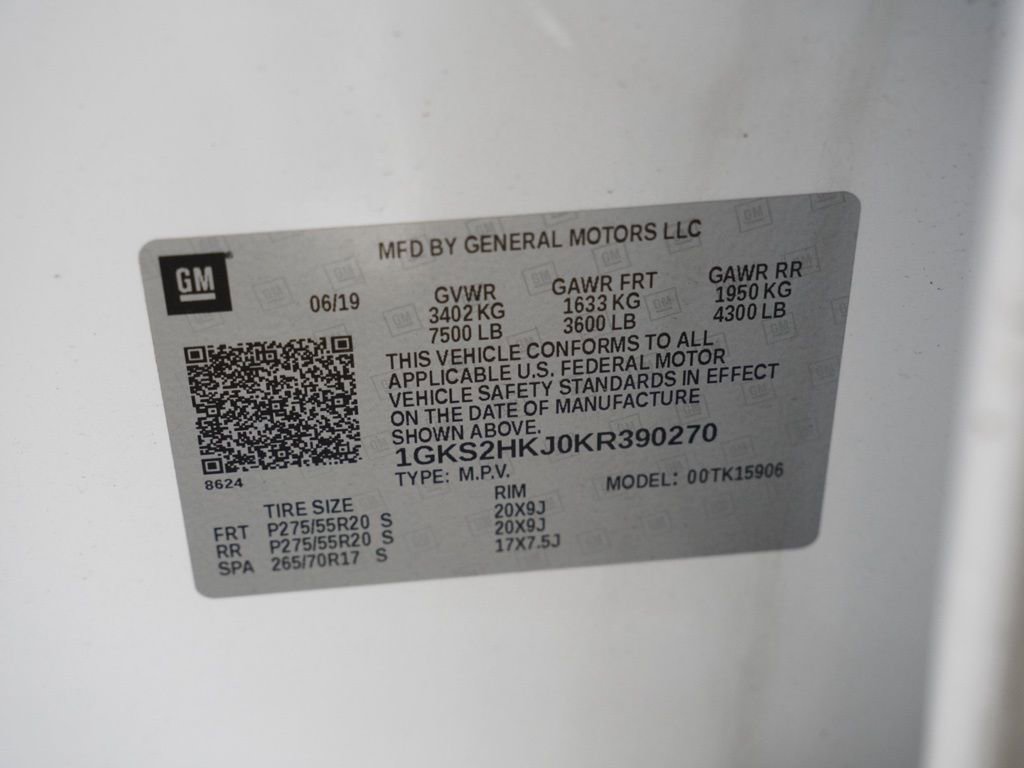 MFD BY GENERAL MOTORS LLC
GM
06/19
GVWR
3402 KG
7500 LB
GAWR FRT
1633 KG
3600 LB
GAWR RR
1950 KG
4300 LB
THIS VEHICLE CONFORMS TO ALL
APPLICABLE U.S. FEDERAL MOTOR
VEHICLE SAFETY STANDARDS IN EFFECT
ON THE DATE OF MANUFACTURE
SHOWN ABOVE.
1GKS2HKJ0KR390270
8624
TYPE: M.P.V.
MODEL: 00TK15906
TIRE SIZE RIM
FRT P275/55R20 S 20X9J
RR P275/55R20 S 20X9J
SPA 265/70R17 S 17X7.5J